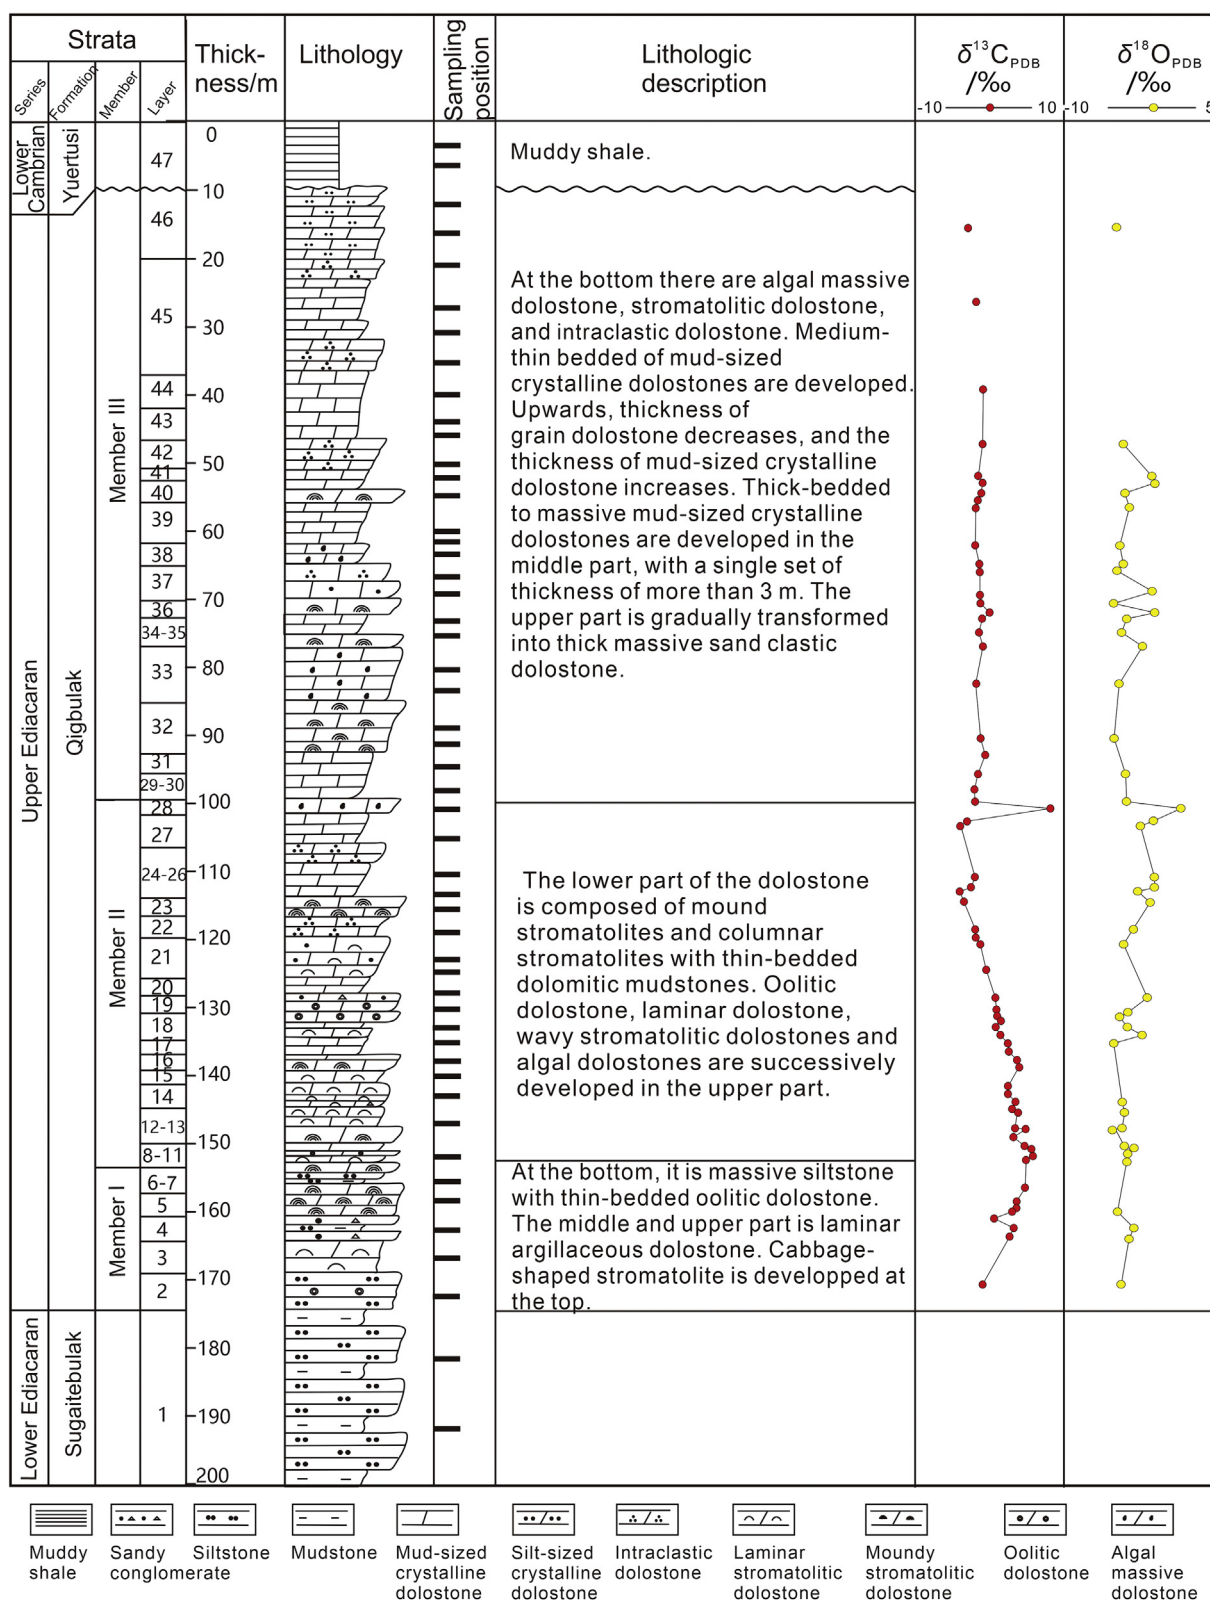 Strata
Series
Formation
Member
Layer
Thick-
ness/m
Lithology
Sampling
position
Lithologic
description
δ13CPDB
/‰
-10
10
δ18OPDB
/‰
-10
5
Lower
Cambrian
Upper Ediacaran
Lower Ediacaran
Yuertusi
Qigbulak
Sugaitebulak
Member III
Member II
Member I
47
46
45
44
43
42
41
40
39
38
37
36
34-35
33
32
31
29-30
28
27
24-26
23
22
21
20
19
18
17
16
15
14
12-13
8-11
6-7
5
4
3
2
1
0
10
20
30
40
50
60
70
80
90
100
110
120
130
140
150
160
170
180
190
200
Muddy shale.
At the bottom there are algal massive
dolostone, stromatolitic dolostone,
and intraclastic dolostone. Medium-
thin bedded of mud-sized
crystalline dolostones are developed.
Upwards, thickness of
grain dolostone decreases, and the
thickness of mud-sized crystalline
dolostone increases. Thick-bedded
to massive mud-sized crystalline
dolostones are developed in the
middle part, with a single set of
thickness of more than 3 m. The
upper part is gradually transformed
into thick massive sand clastic
dolostone.
The lower part of the dolostone
is composed of mound
stromatolites and columnar
stromatolites with thin-bedded
dolomitic mudstones. Oolitic
dolostone, laminar dolostone,
wavy stromatolitic dolostones and
algal dolostones are successively
developed in the upper part.
At the bottom, it is massive siltstone
with thin-bedded oolitic dolostone.
The middle and upper part is laminar
argillaceous dolostone. Cabbage-
shaped stromatolite is developped at
the top.
Muddy
shale
Sandy
conglomerate
Siltstone
Mudstone
Mud-sized
crystalline
dolostone
Silt-sized
crystalline
dolostone
Intraclastic
dolostone
Laminar
stromatolitic
dolostone
Moundy
stromatolitic
dolostone
Oolitic
dolostone
Algal
massive
dolostone